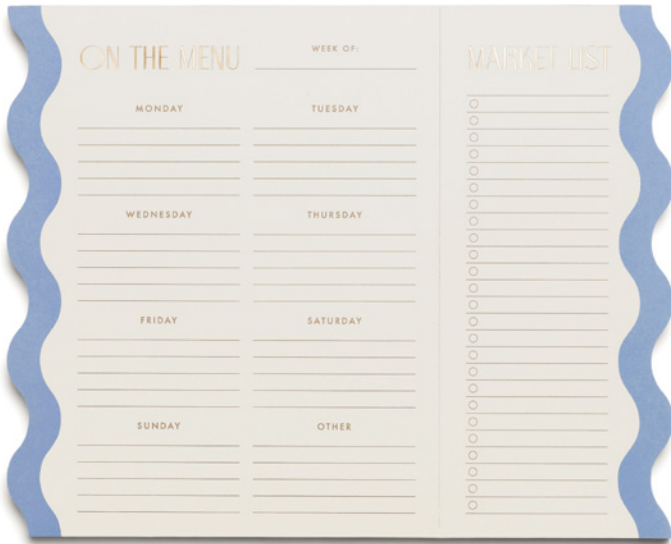 ON THE MENU
WEEK OF:
MONDAY
TUESDAY
WEDNESDAY
THURSDAY
FRIDAY
SATURDAY
SUNDAY
OTHER
MARKET LIST